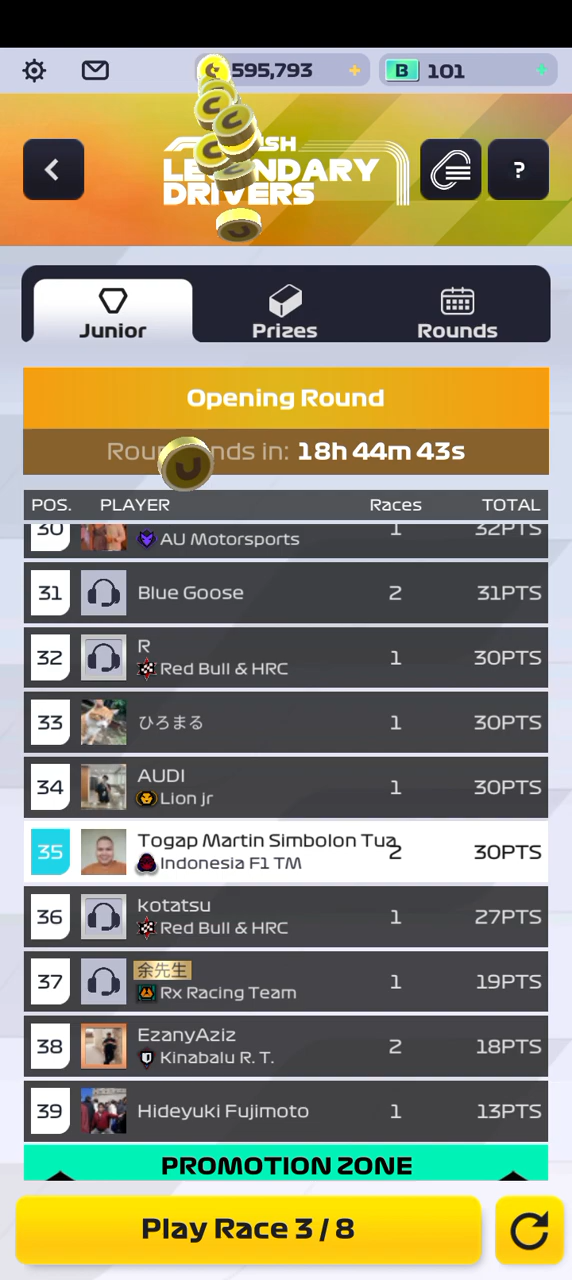 595,793
B 101
LEGENDARY
DRIVERS
?
Junior
Prizes
Rounds
Opening Round
Round ends in: 18h 44m 43s
POS. PLAYER Races TOTAL
30 1 32PTS
AU Motorsports
31 Blue Goose 2 31PTS
R
32 1 30PTS
Red Bull & HRC
33 ひろまる 1 30PTS
AUDI
34 1 30PTS
Lion jr
Togap Martin Simbolon Tua
35 2 30PTS
Indonesia F1 TM
kotatsu
36 1 27PTS
Red Bull & HRC
余先生
37 1 19PTS
Rx Racing Team
EzanyAziz
38 2 18PTS
Kinabalu R. T.
39 Hideyuki Fujimoto 1 13PTS
PROMOTION ZONE
Play Race 3 / 8